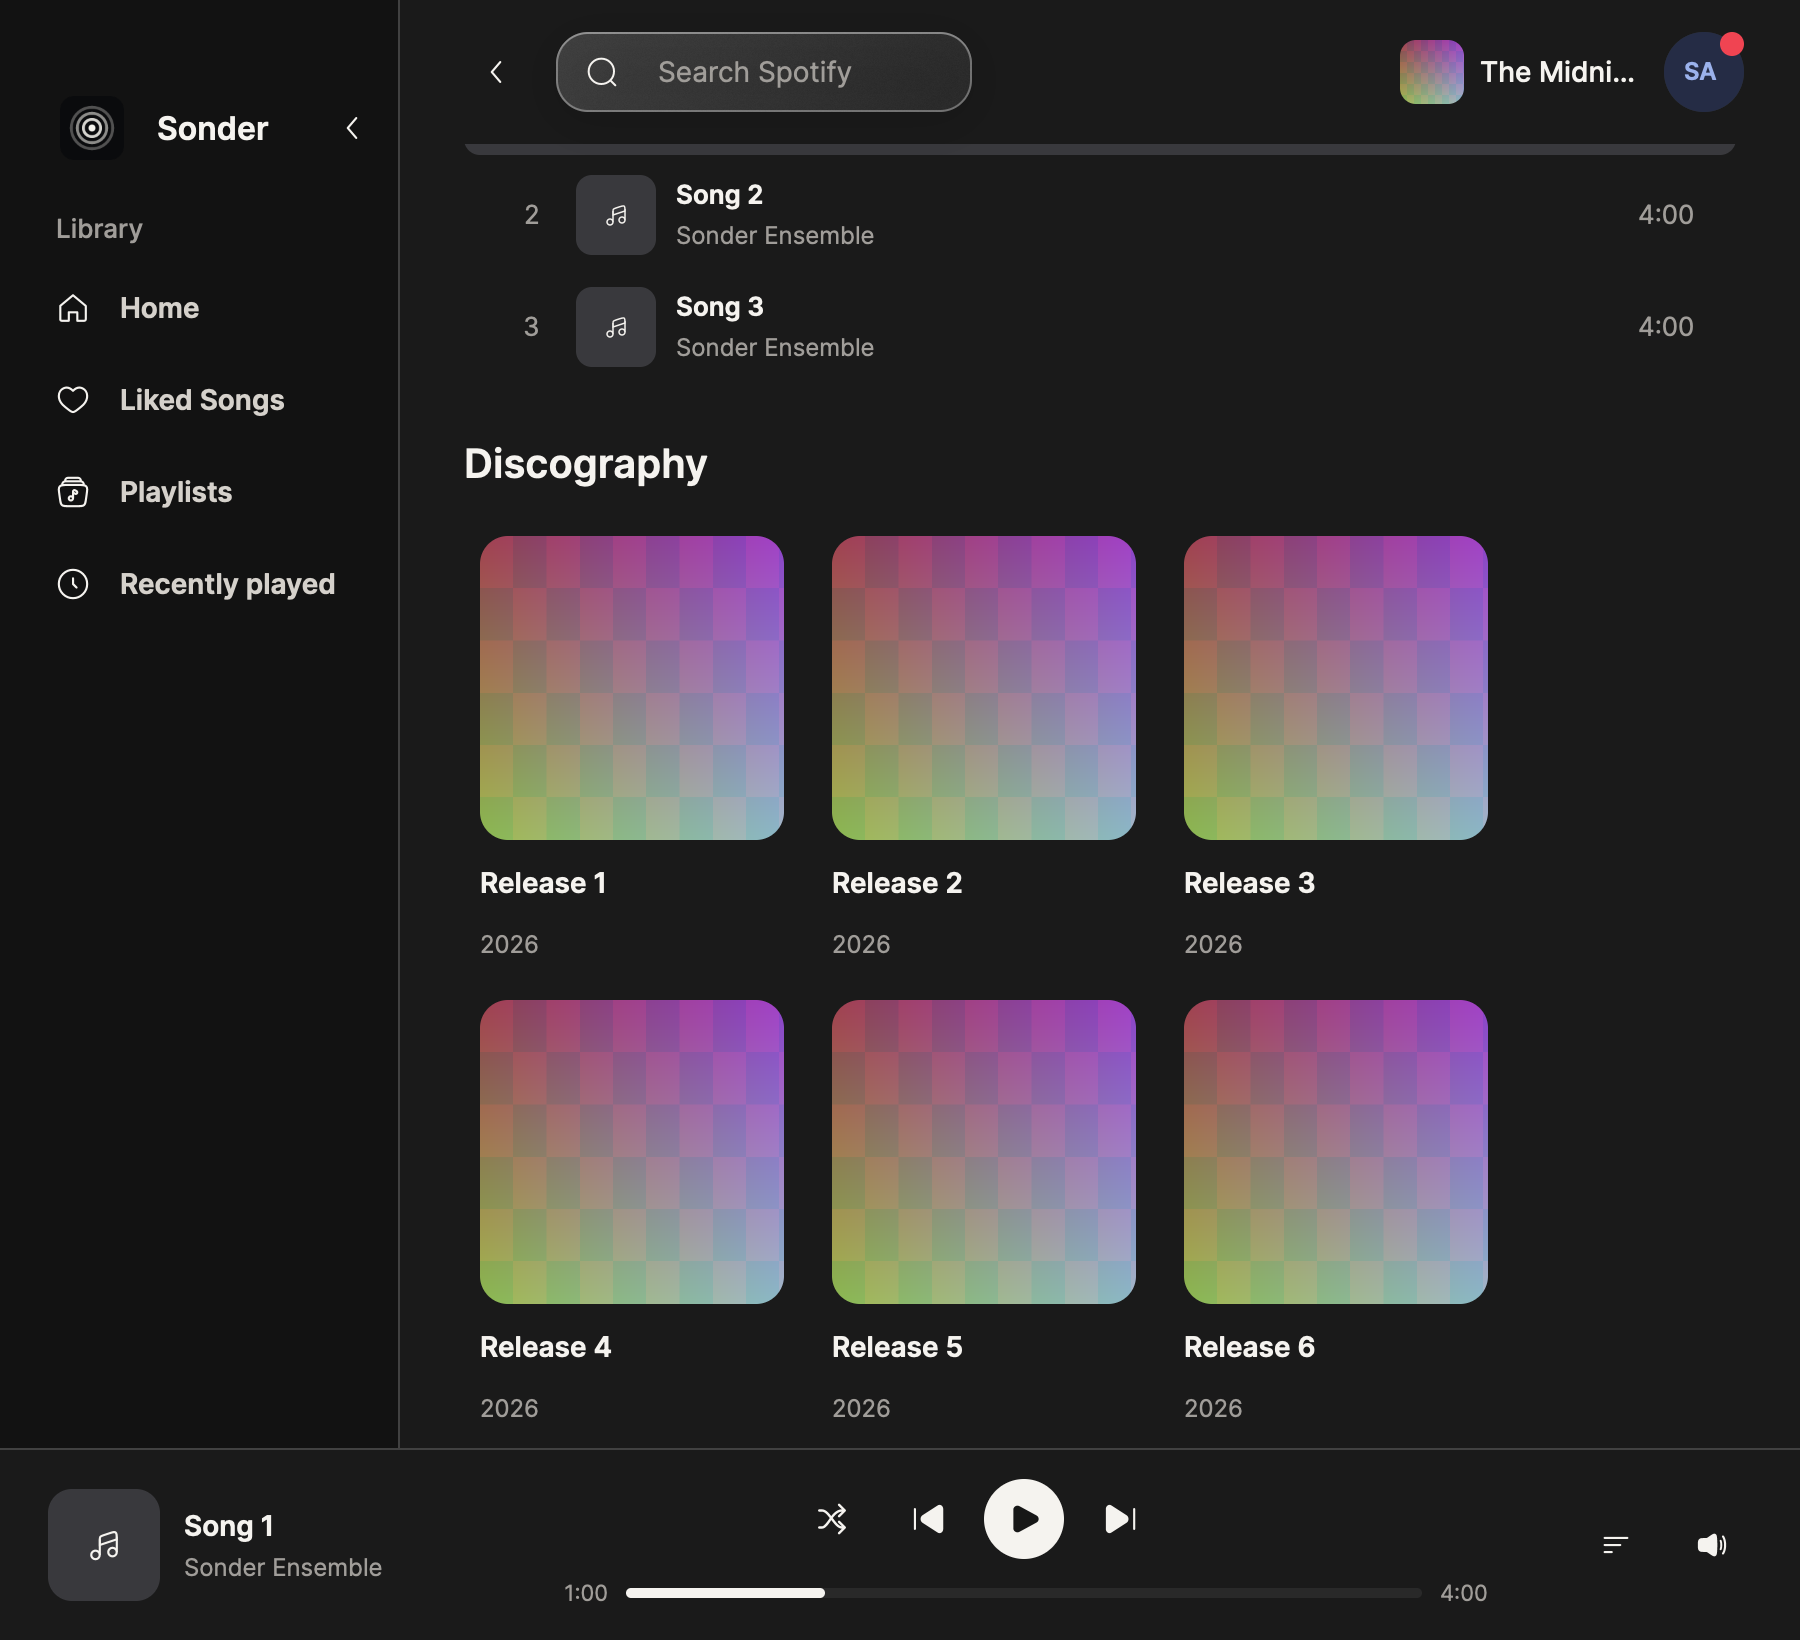 Sonder
Library
Home
Liked Songs
Playlists
Recently played
Search Spotify
The Midni...
SA
2
Song 2
Sonder Ensemble
4:00
3
Song 3
Sonder Ensemble
4:00
Discography
Release 1
2026
Release 2
2026
Release 3
2026
Release 4
2026
Release 5
2026
Release 6
2026
Song 1
Sonder Ensemble
1:00
4:00